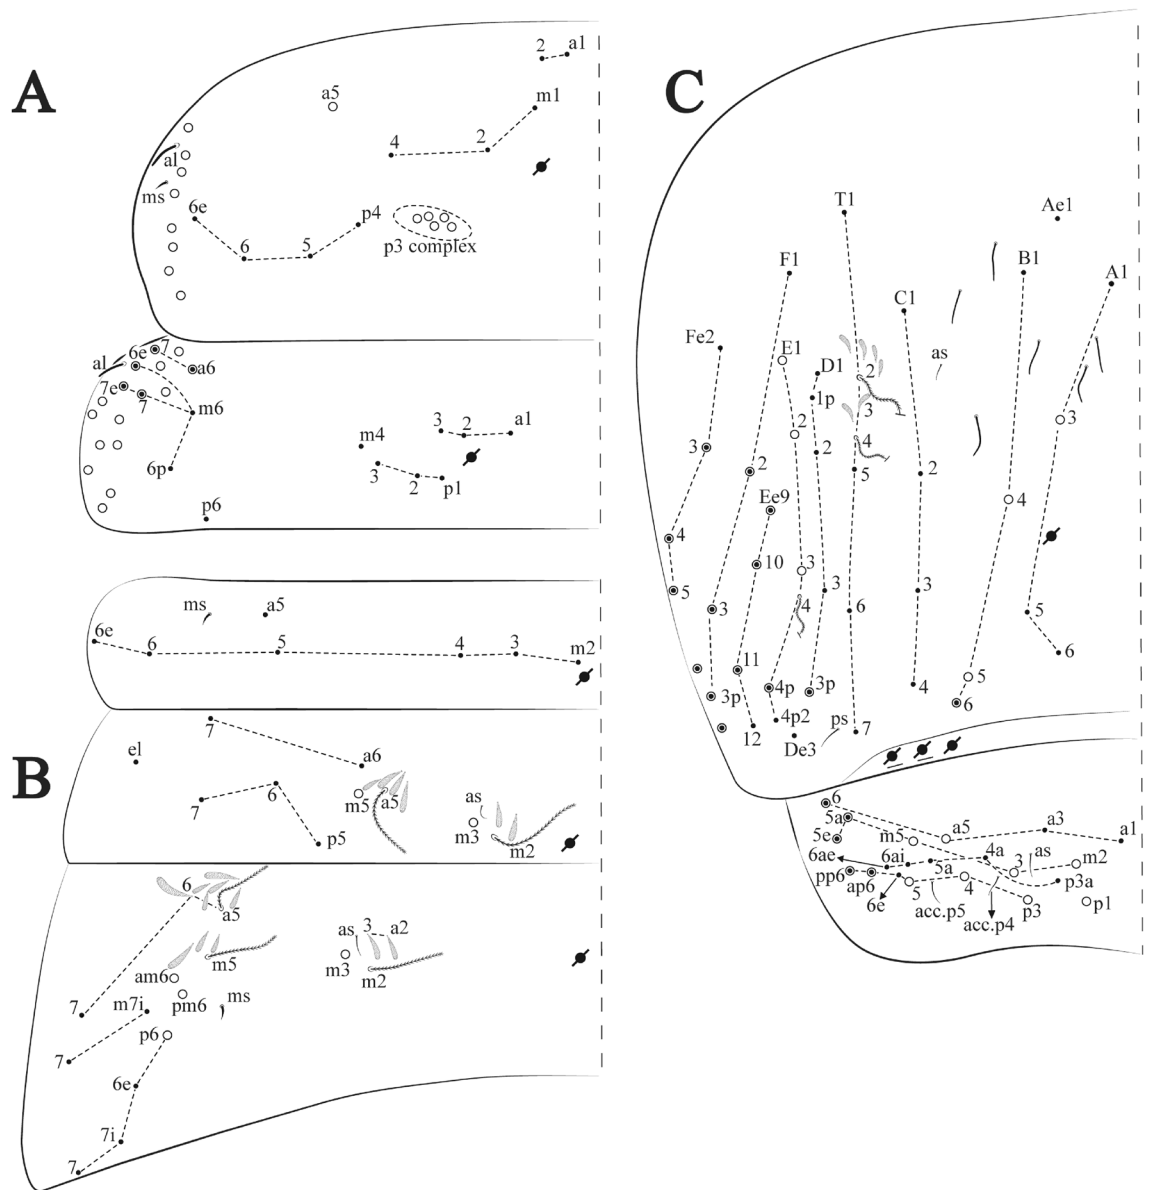 A
2 a1
a5
m1
4 2
al
ms
6e
p4
6 5
p3 complex
6e 7
al
a6
7e 7
m6
3 2 a1
m4
6p
3 2 p1
p6
B
ms a5
6e 6 5 4 3 m2
7
el
a6
6
7
m5 a5
as
m3 m2
p5
6
a5
as 3 a2
m5
m3 m2
am6
pm6 ms
7
m7i
p6
7
6e
7i
7
C
T1
Ae1
F1
B1
A1
C1
Fe2
E1
D1
as
2
1p
3
3
2
4
3
2
2
5
2
Ee9
4
4
10
3
5
3
4
3
3
6
5
11
6
3p
4p
3p
4
5
6
12
4p2
De3
ps
7
6
5a
5e
m5
a5
a3
a1
6ae
6ai
5a
4a
3
as
m2
pp6
ap6
6e
5
4
p3a
acc.p5
acc.p4
p3
p1